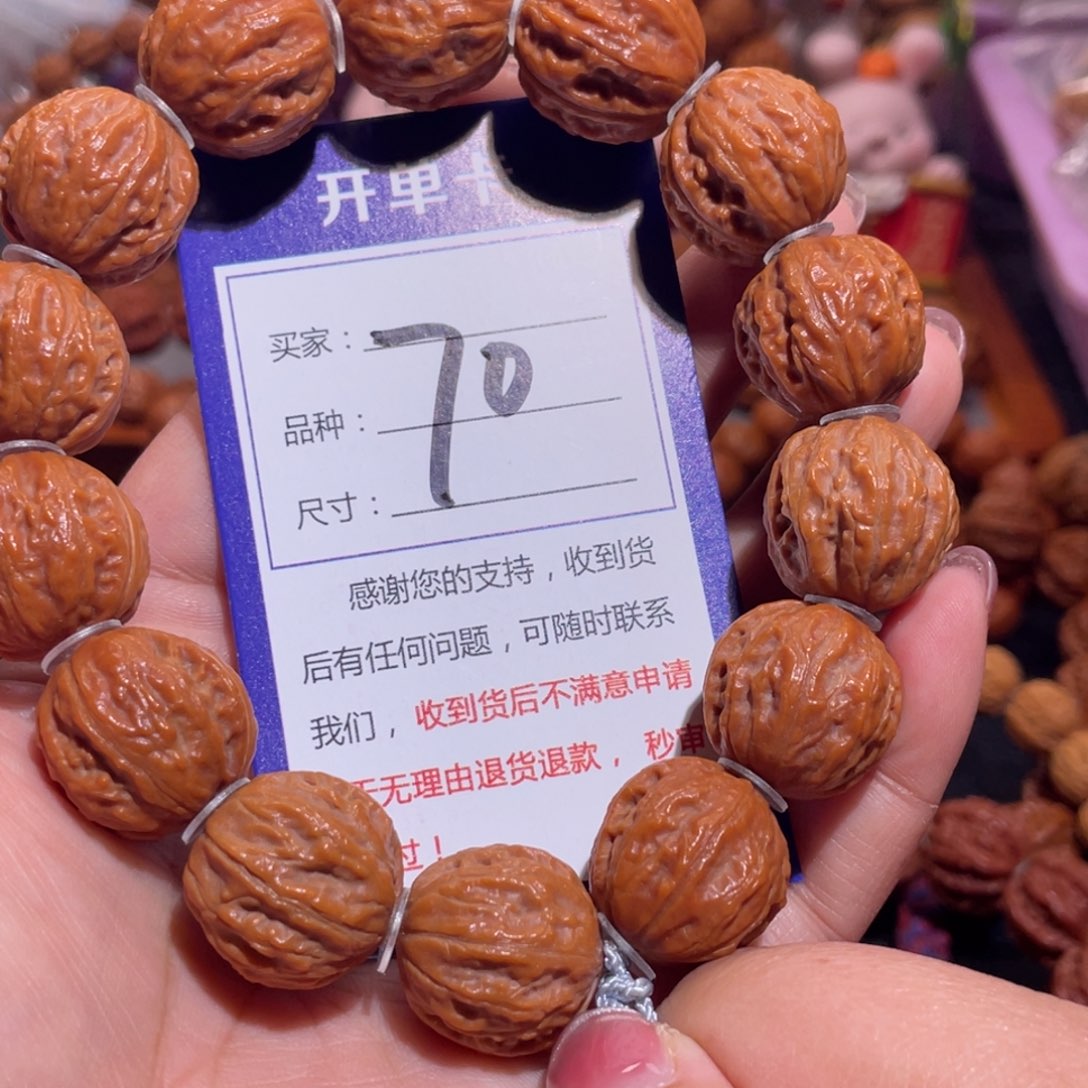 开单卡
买家：70
品种：
尺寸：
感谢您的支持，收到货
后有任何问题，可随时联系
我们，收到货后不满意申请
无理由退货退款，秒申
过！